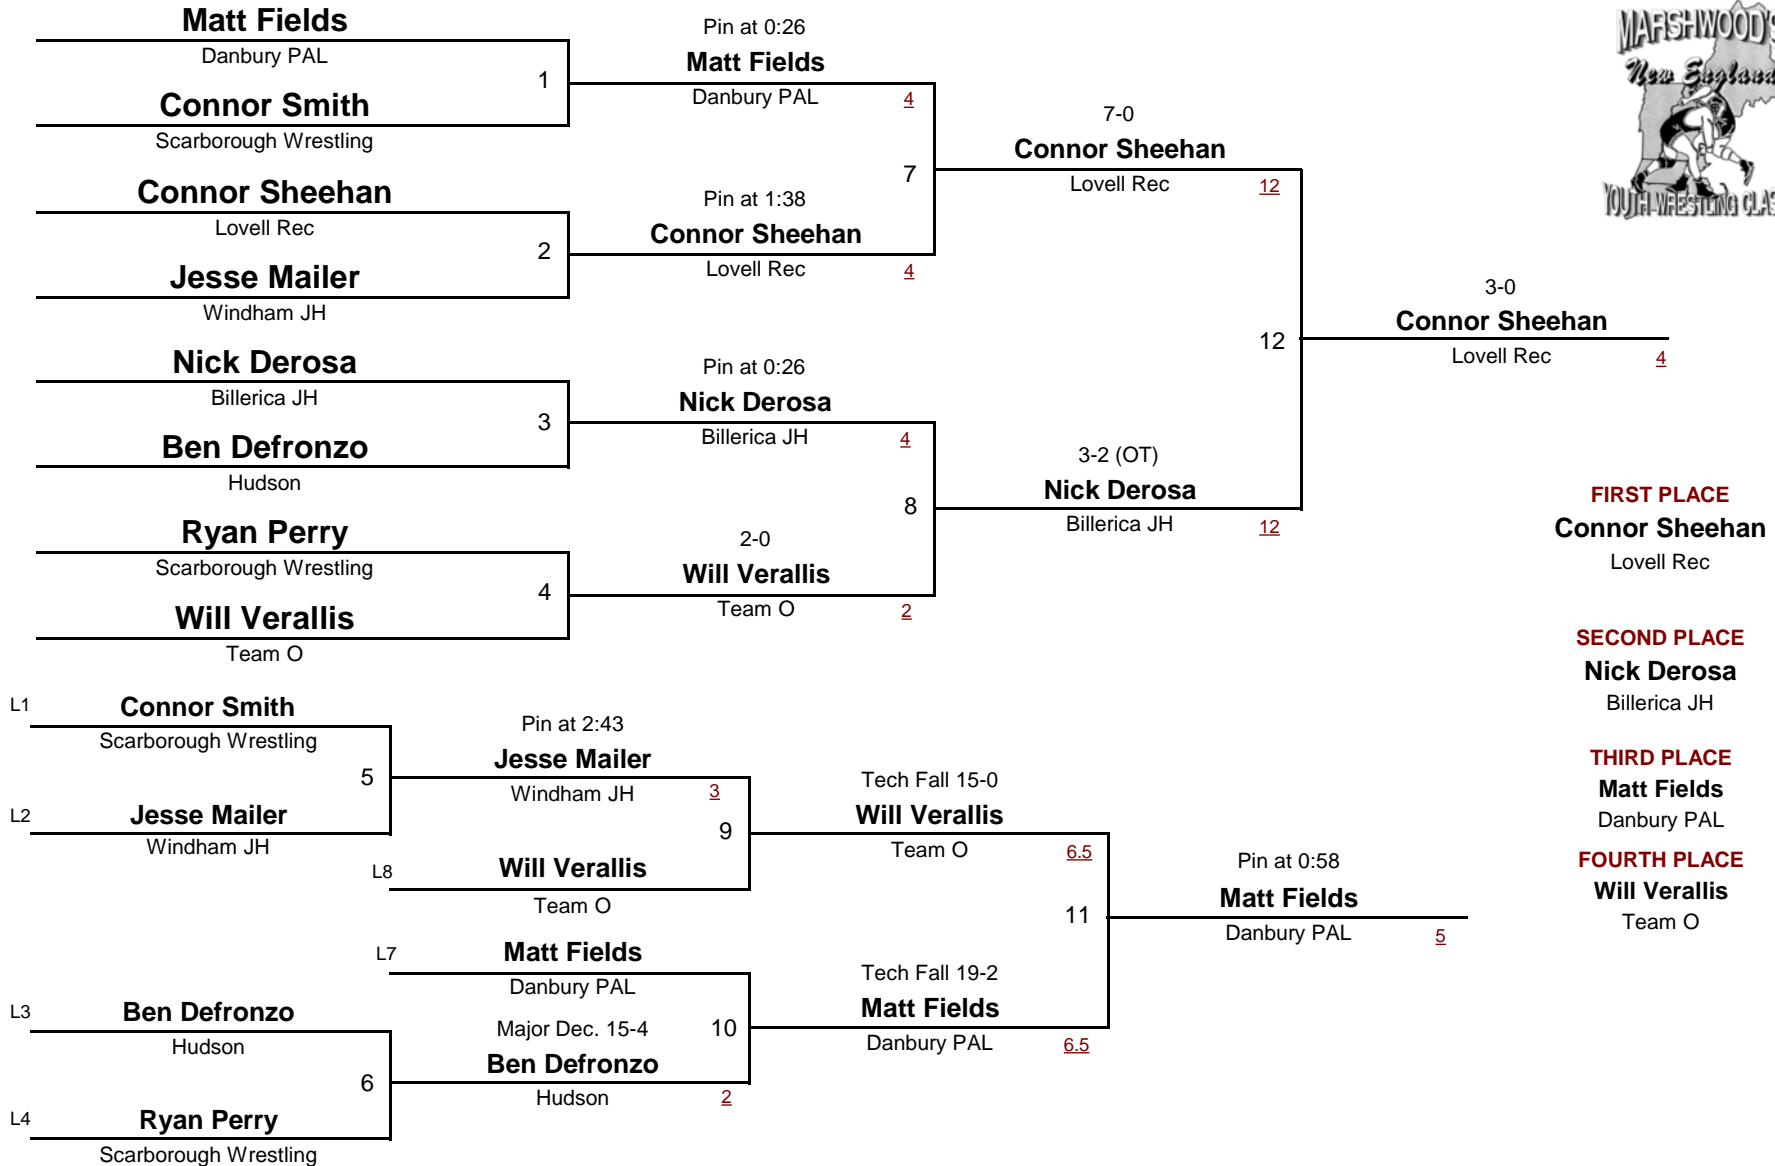 Matt Fields
Danbury PAL
1
Connor Smith
Scarborough Wrestling
Connor Sheehan
Lovell Rec
2
Jesse Mailer
Windham JH
Nick Derosa
Billerica JH
3
Ben Defronzo
Hudson
Ryan Perry
Scarborough Wrestling
4
Will Verallis
Team O
Pin at 0:26
Matt Fields
Danbury PAL 4
7
Pin at 1:38
Connor Sheehan
Lovell Rec 4
Pin at 0:26
Nick Derosa
Billerica JH 4
8
2-0
Will Verallis
Team O 2
7-0
Connor Sheehan
Lovell Rec 12
12
3-2 (OT)
Nick Derosa
Billerica JH 12
3-0
Connor Sheehan
Lovell Rec 4
MARSHWOOD'S
New England
YOUTH WRESTLING CLAS
FIRST PLACE
Connor Sheehan
Lovell Rec
SECOND PLACE
Nick Derosa
Billerica JH
THIRD PLACE
Matt Fields
Danbury PAL
FOURTH PLACE
Will Verallis
Team O
L1 Connor Smith
Scarborough Wrestling
5
L2 Jesse Mailer
Windham JH
Pin at 2:43
Jesse Mailer
Windham JH 3
9
L8 Will Verallis
Team O
L7 Matt Fields
Danbury PAL
10
L3 Ben Defronzo
Hudson
6
L4 Ryan Perry
Scarborough Wrestling
Major Dec. 15-4
Ben Defronzo
Hudson 2
Tech Fall 15-0
Will Verallis
Team O 6.5
11
Tech Fall 19-2
Matt Fields
Danbury PAL 6.5
Pin at 0:58
Matt Fields
Danbury PAL 5